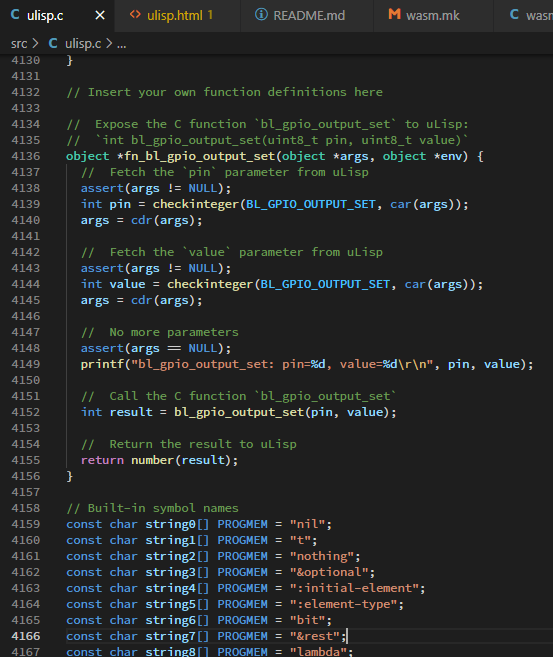 ulisp.c × ulisp.html 1 README.md wasm.mk wasn
src > ulisp.c > ...
4130 }
4131
4132 // Insert your own function definitions here
4133
4134 //  Expose the C function `bl_gpio_output_set` to uLisp:
4135 //  `int bl_gpio_output_set(uint8_t pin, uint8_t value)`
4136 object *fn_bl_gpio_output_set(object *args, object *env) {
4137   //  Fetch the `pin` parameter from uLisp
4138   assert(args != NULL);
4139   int pin = checkinteger(BL_GPIO_OUTPUT_SET, car(args));
4140   args = cdr(args);
4141
4142   //  Fetch the `value` parameter from uLisp
4143   assert(args != NULL);
4144   int value = checkinteger(BL_GPIO_OUTPUT_SET, car(args));
4145   args = cdr(args);
4146
4147   //  No more parameters
4148   assert(args == NULL);
4149   printf("bl_gpio_output_set: pin=%d, value=%d\r\n", pin, value);
4150
4151   //  Call the C function `bl_gpio_output_set`
4152   int result = bl_gpio_output_set(pin, value);
4153
4154   //  Return the result to uLisp
4155   return number(result);
4156 }
4157
4158 // Built-in symbol names
4159 const char string0[] PROGMEM = "nil";
4160 const char string1[] PROGMEM = "t";
4161 const char string2[] PROGMEM = "nothing";
4162 const char string3[] PROGMEM = "&optional";
4163 const char string4[] PROGMEM = ":initial-element";
4164 const char string5[] PROGMEM = ":element-type";
4165 const char string6[] PROGMEM = "bit";
4166 const char string7[] PROGMEM = "&rest";
4167 const char string8[] PROGMEM = "lambda";